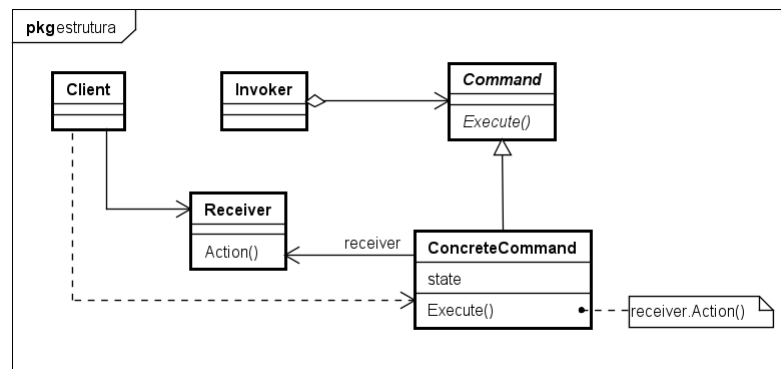 pkg estrutura
Client
Invoker
Command
Execute()
Receiver
Action()
receiver
ConcreteCommand
state
Execute()
receiver.Action()